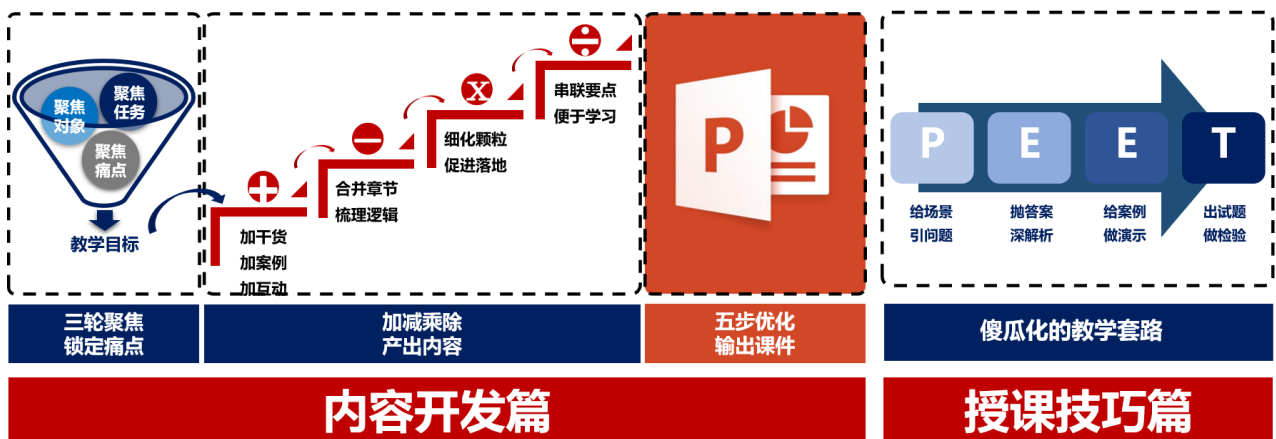 聚焦
对象
聚焦
任务
聚焦
痛点
教学目标
+
加干货
加案例
加互动
−
合并章节
梳理逻辑
x
细化颗粒
促进落地
÷
串联要点
便于学习
P
P
E
E
T
给场景
引问题
抛答案
深解析
给案例
做演示
出试题
做检验
三轮聚焦
锁定痛点
加减乘除
产出内容
五步优化
输出课件
傻瓜化的教学套路
内容开发篇
授课技巧篇